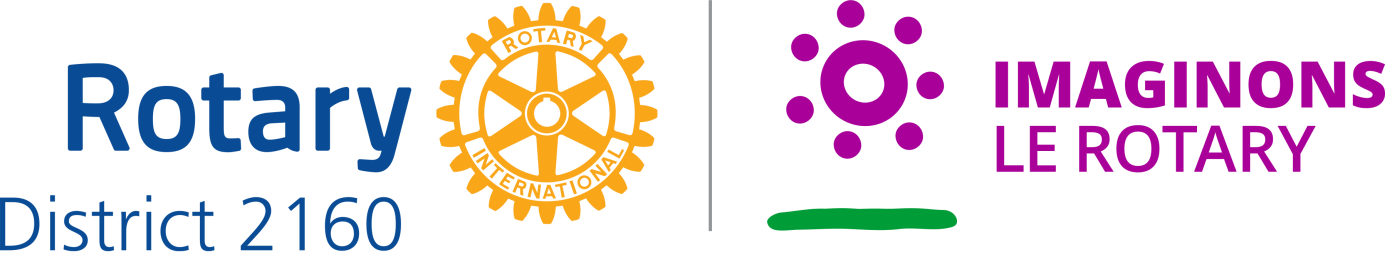 Rotary
District 2160
ROTARY
INTERNATIONAL
IMAGINONS
LE ROTARY